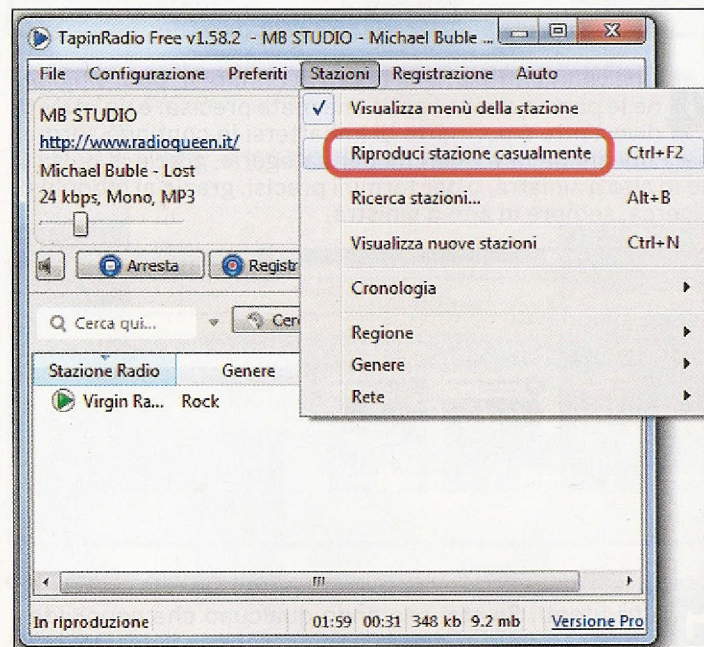 TapinRadio Free v1.58.2 - MB STUDIO - Michael Buble ...
File Configurazione Preferiti Stazioni Registrazione Aiuto
MB STUDIO
http://www.radioqueen.it/
Michael Buble - Lost
24 kbps, Mono, MP3
Arresta Registr
Cerca qui... Cer
Stazione Radio Genere
Virgin Ra... Rock
Visualizza menù della stazione
Riproduci stazione casualmente Ctrl+F2
Ricerca stazioni... Alt+B
Visualizza nuove stazioni Ctrl+N
Cronologia
Regione
Genere
Rete
In riproduzione 01:59 00:31 348 kb 9.2 mb Versione Pro